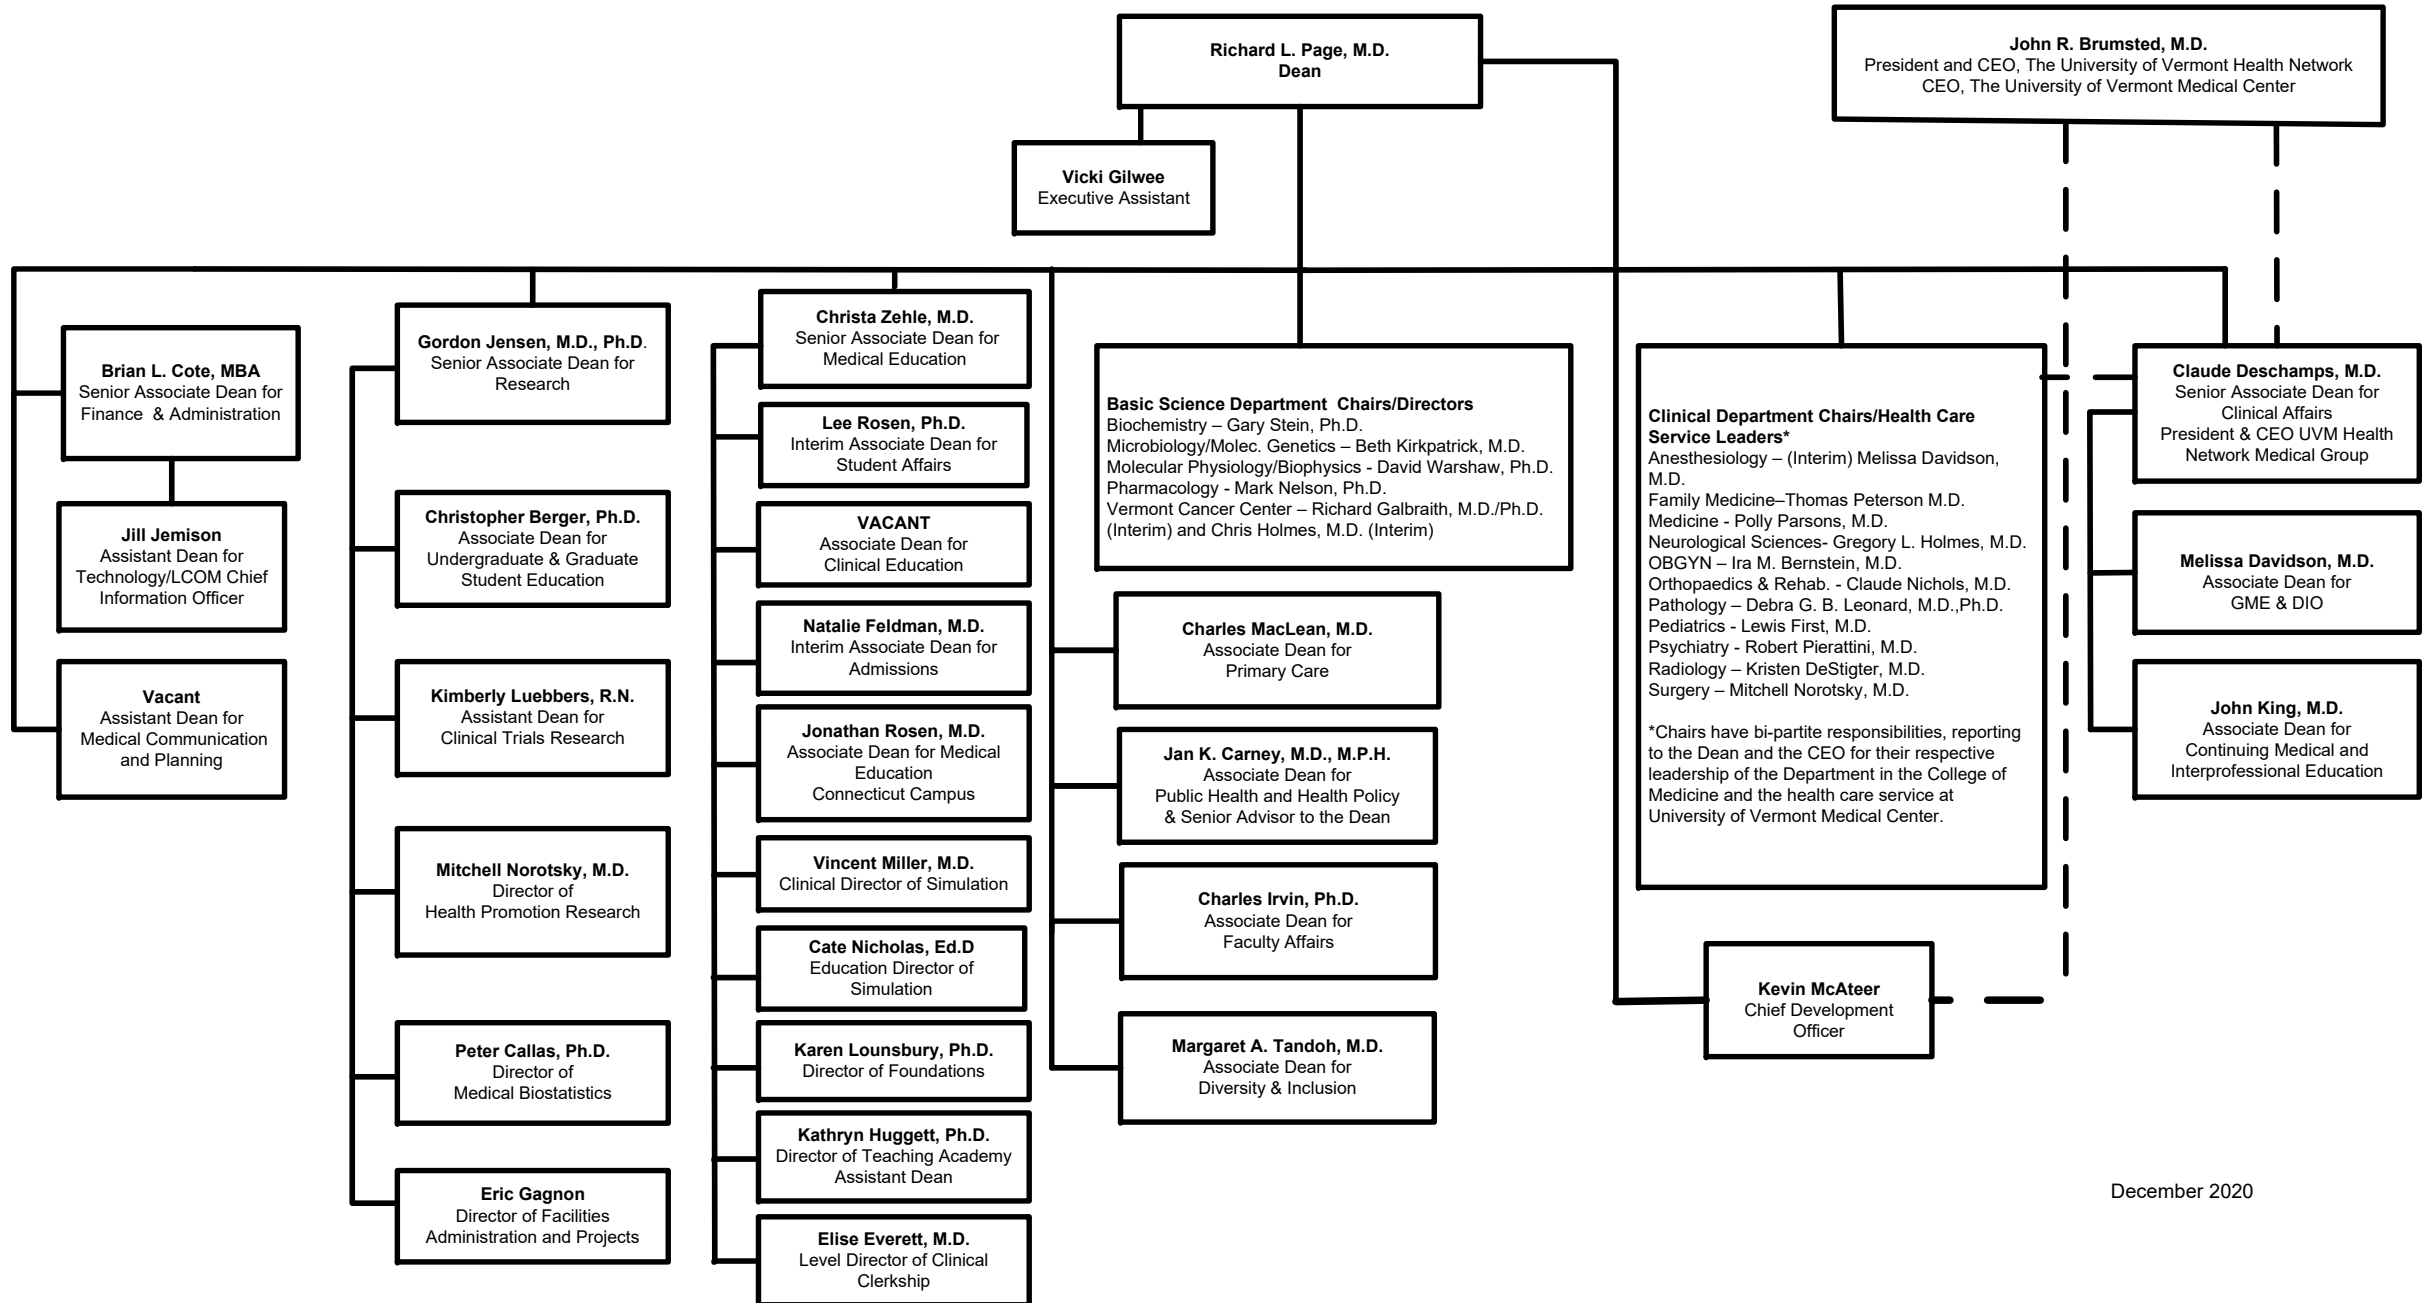 Richard L. Page, M.D.
Dean
John R. Brumsted, M.D.
President and CEO, The University of Vermont Health Network
CEO, The University of Vermont Medical Center
Vicki Gilwee
Executive Assistant
Brian L. Cote, MBA
Senior Associate Dean for
Finance & Administration
Jill Jemison
Assistant Dean for
Technology/LCOM Chief
Information Officer
Vacant
Assistant Dean for
Medical Communication
and Planning
Gordon Jensen, M.D., Ph.D.
Senior Associate Dean for
Research
Christopher Berger, Ph.D.
Associate Dean for
Undergraduate & Graduate
Student Education
Kimberly Luebbers, R.N.
Assistant Dean for
Clinical Trials Research
Mitchell Norotsky, M.D.
Director of
Health Promotion Research
Peter Callas, Ph.D.
Director of
Medical Biostatistics
Eric Gagnon
Director of Facilities
Administration and Projects
Christa Zehle, M.D.
Senior Associate Dean for
Medical Education
Lee Rosen, Ph.D.
Interim Associate Dean for
Student Affairs
VACANT
Associate Dean for
Clinical Education
Natalie Feldman, M.D.
Interim Associate Dean for
Admissions
Jonathan Rosen, M.D.
Associate Dean for Medical
Education
Connecticut Campus
Vincent Miller, M.D.
Clinical Director of Simulation
Cate Nicholas, Ed.D
Education Director of
Simulation
Karen Lounsbury, Ph.D.
Director of Foundations
Kathryn Huggett, Ph.D.
Director of Teaching Academy
Assistant Dean
Elise Everett, M.D.
Level Director of Clinical
Clerkship
Basic Science Department Chairs/Directors
Biochemistry – Gary Stein, Ph.D.
Microbiology/Molec. Genetics – Beth Kirkpatrick, M.D.
Molecular Physiology/Biophysics - David Warshaw, Ph.D.
Pharmacology - Mark Nelson, Ph.D.
Vermont Cancer Center – Richard Galbraith, M.D./Ph.D.
(Interim) and Chris Holmes, M.D. (Interim)
Charles MacLean, M.D.
Associate Dean for
Primary Care
Jan K. Carney, M.D., M.P.H.
Associate Dean for
Public Health and Health Policy
& Senior Advisor to the Dean
Charles Irvin, Ph.D.
Associate Dean for
Faculty Affairs
Margaret A. Tandoh, M.D.
Associate Dean for
Diversity & Inclusion
Clinical Department Chairs/Health Care
Service Leaders*
Anesthesiology – (Interim) Melissa Davidson,
M.D.
Family Medicine–Thomas Peterson M.D.
Medicine - Polly Parsons, M.D.
Neurological Sciences- Gregory L. Holmes, M.D.
OBGYN – Ira M. Bernstein, M.D.
Orthopaedics & Rehab. - Claude Nichols, M.D.
Pathology – Debra G. B. Leonard, M.D.,Ph.D.
Pediatrics - Lewis First, M.D.
Psychiatry - Robert Pierattini, M.D.
Radiology – Kristen DeStigter, M.D.
Surgery – Mitchell Norotsky, M.D.
*Chairs have bi-partite responsibilities, reporting
to the Dean and the CEO for their respective
leadership of the Department in the College of
Medicine and the health care service at
University of Vermont Medical Center.
Kevin McAteer
Chief Development
Officer
Claude Deschamps, M.D.
Senior Associate Dean for
Clinical Affairs
President & CEO UVM Health
Network Medical Group
Melissa Davidson, M.D.
Associate Dean for
GME & DIO
John King, M.D.
Associate Dean for
Continuing Medical and
Interprofessional Education
December 2020